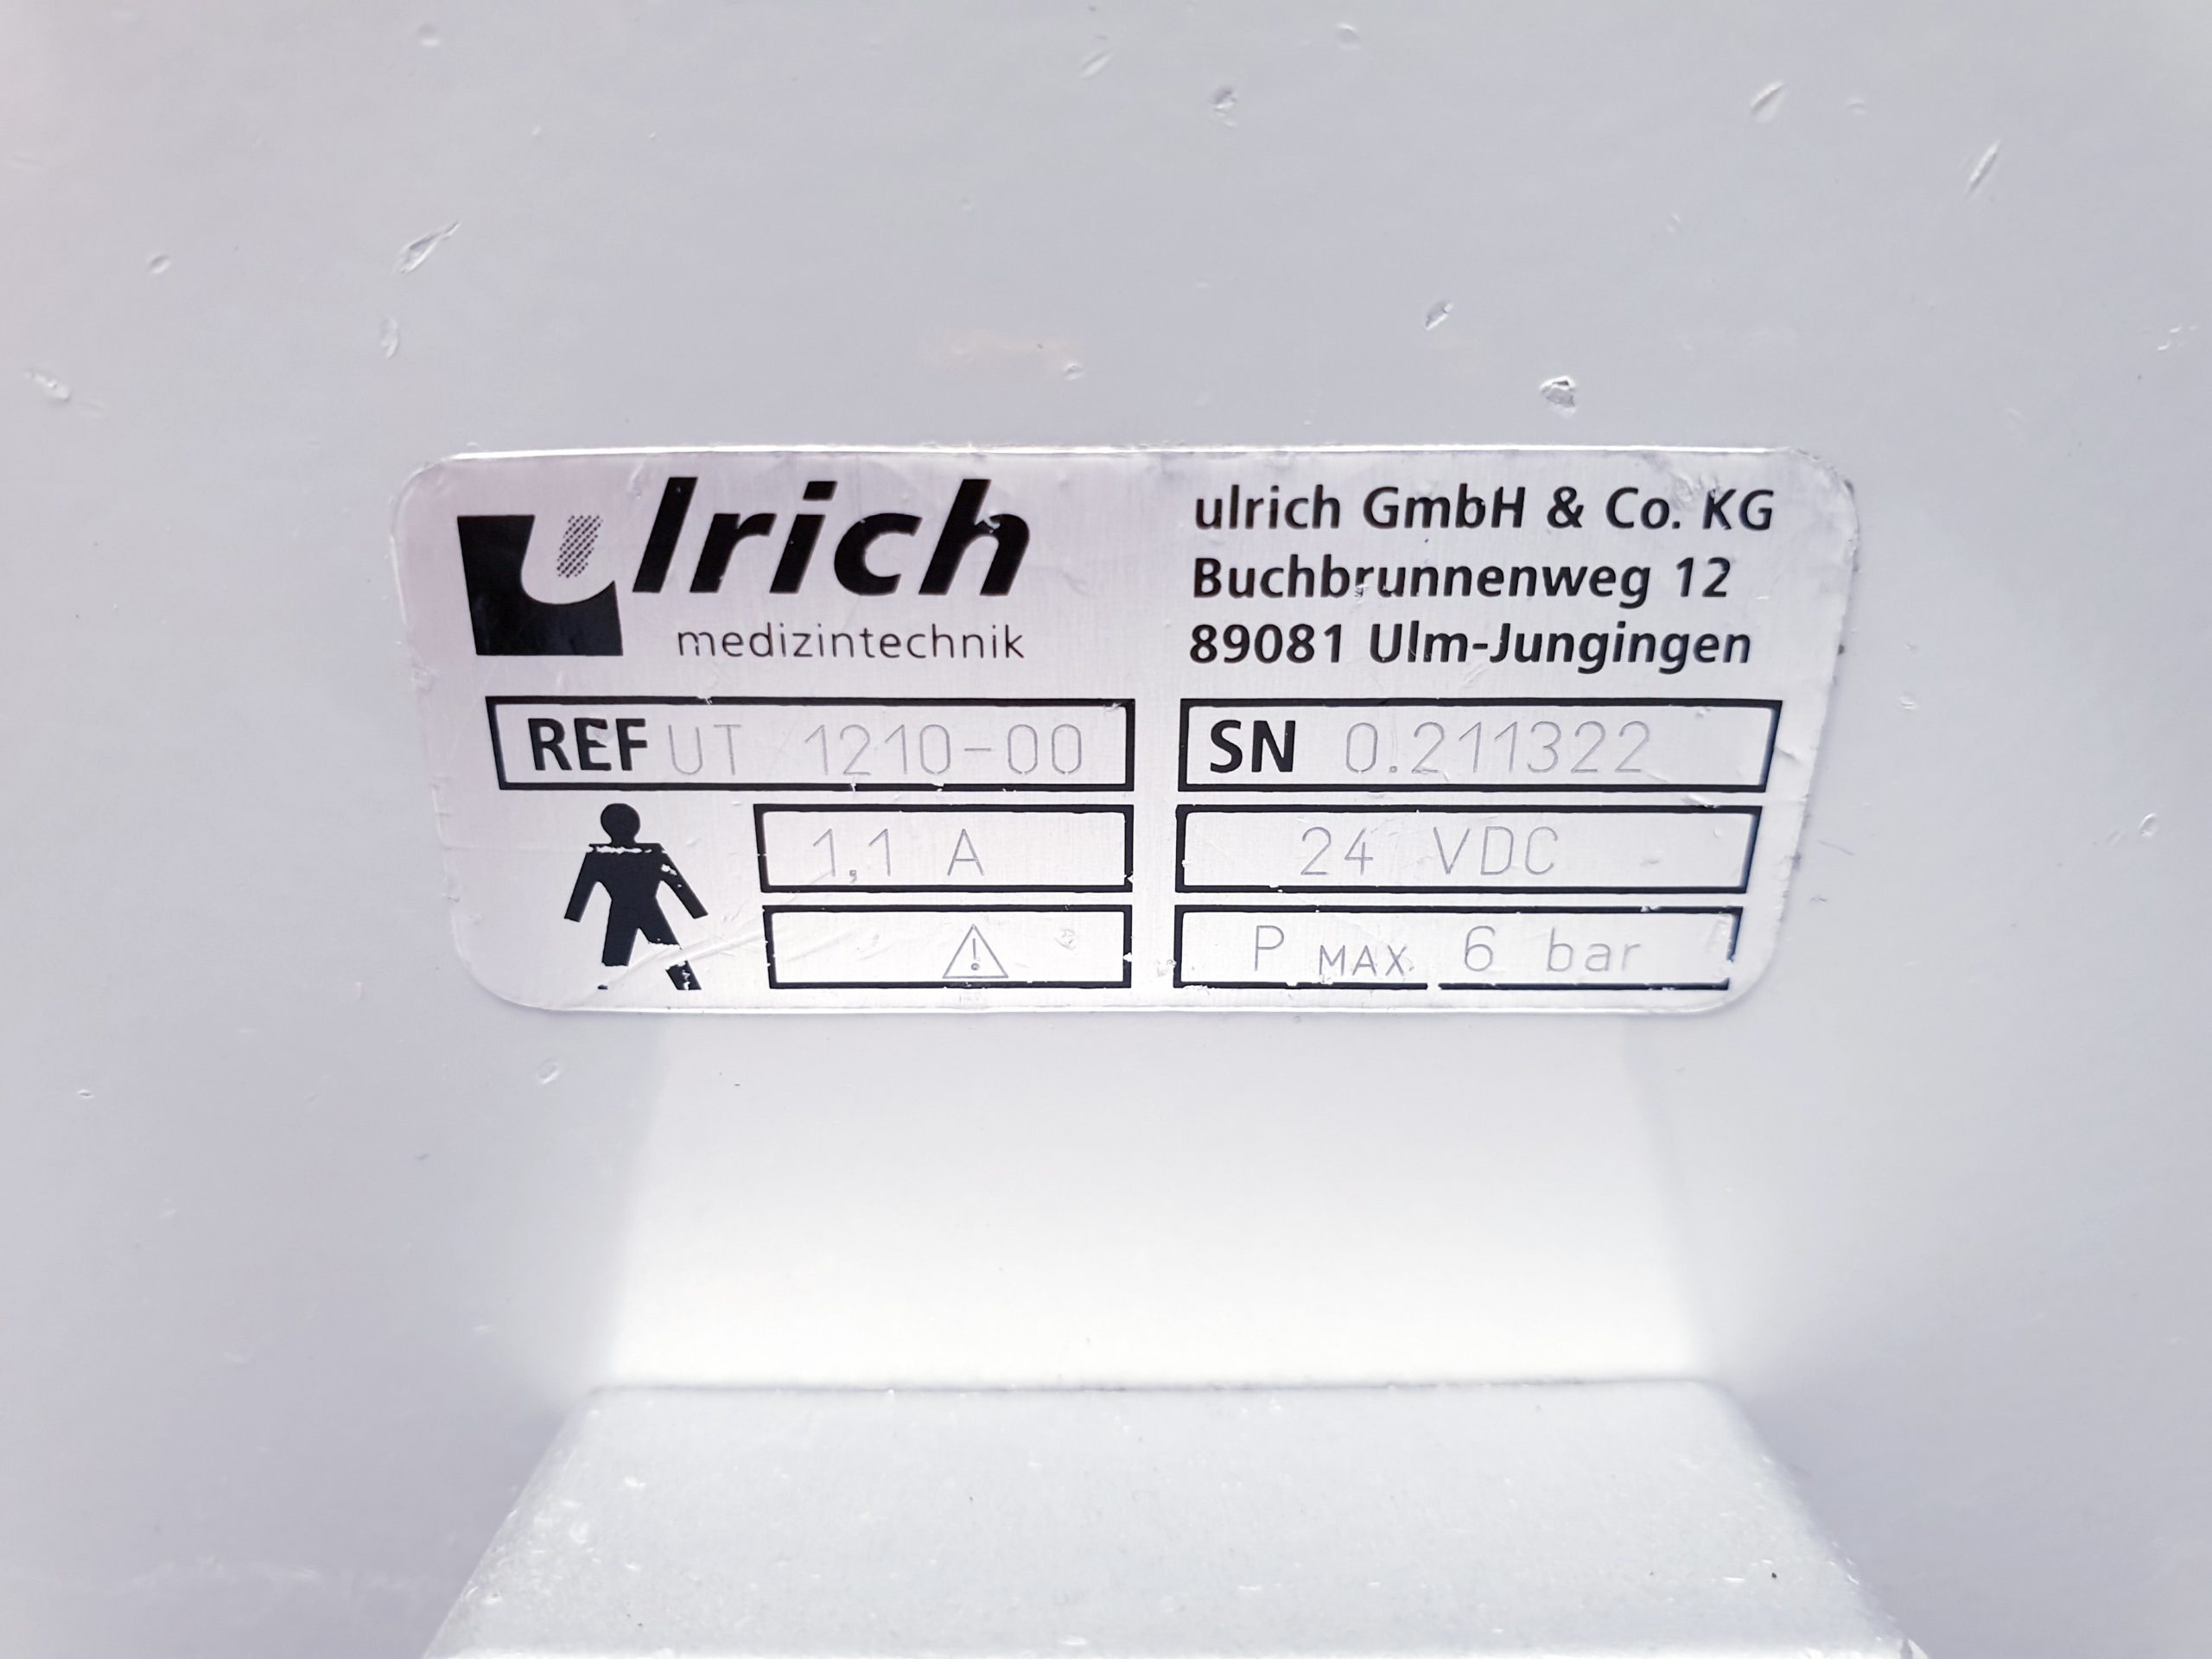 ulrich
medizintechnik
ulrich GmbH & Co. KG
Buchbrunnenweg 12
89081 Ulm-Jungingen
REF UT 1210-00
SN 0.211322
1,1 A
24 VDC
P MAX. 6 bar